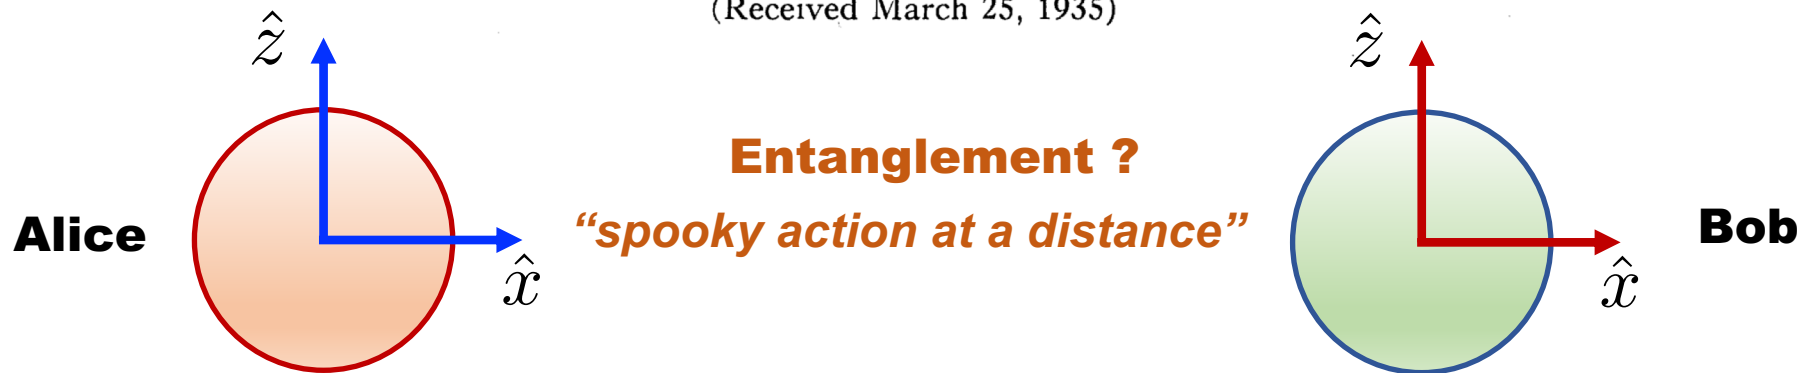 (Received March 25, 1935)
ẑ
ẑ
Entanglement ?
Alice
“spooky action at a distance”
Bob
x̂
x̂